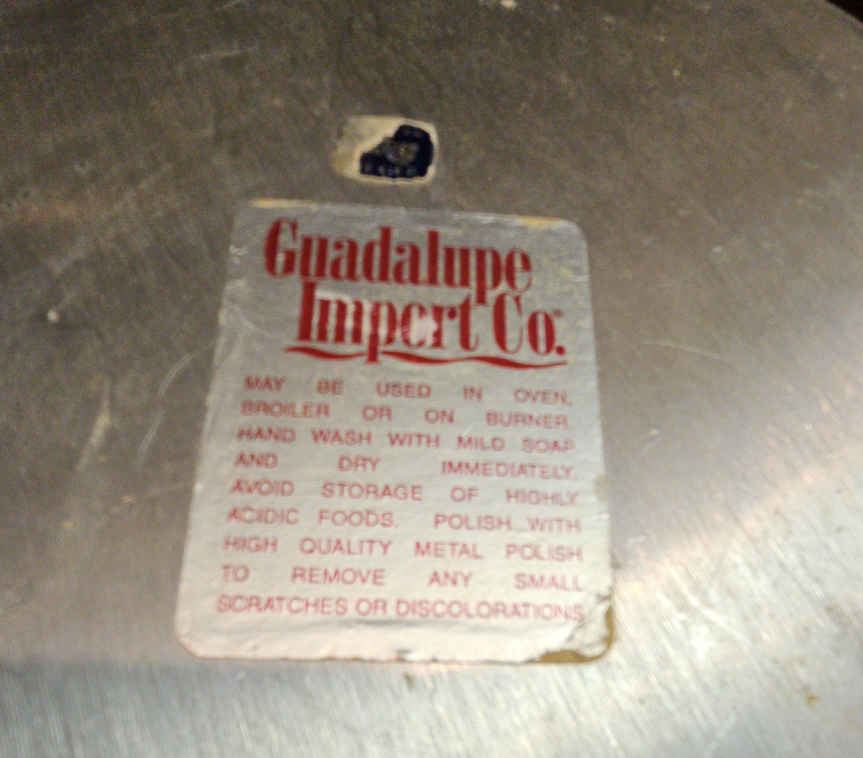 Guadalupe
Import Co.
MAY BE USED IN OVEN,
BROILER OR ON BURNER.
HAND WASH WITH MILD SOAP
AND DRY IMMEDIATELY.
AVOID STORAGE OF HIGHLY
ACIDIC FOODS. POLISH WITH
HIGH QUALITY METAL POLISH
TO REMOVE ANY SMALL
SCRATCHES OR DISCOLORATIONS